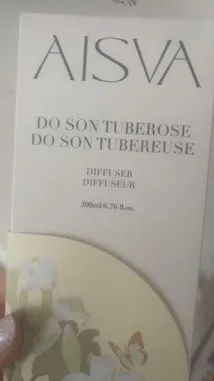 AISVA
DO SON TUBEROSE
DO SON TUBEREUSE
DIFFUSER
DIFFUSEUR
200ml/6.76 fl.oz.